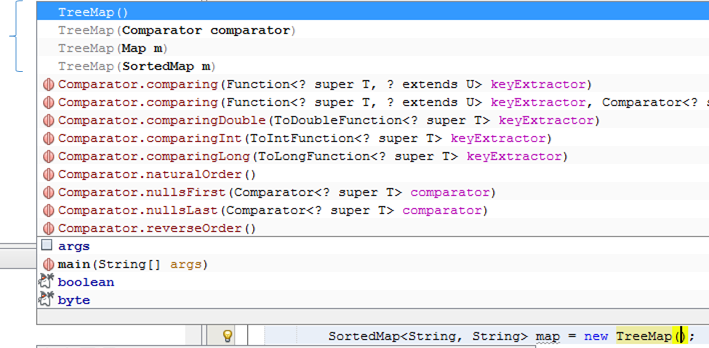 TreeMap()
TreeMap(Comparator comparator)
TreeMap(Map m)
TreeMap(SortedMap m)
Comparator.comparing(Function<? super T, ? extends U> keyExtractor)
Comparator.comparing(Function<? super T, ? extends U> keyExtractor, Comparator<? s
Comparator.comparingDouble(ToDoubleFunction<? super T> keyExtractor)
Comparator.comparingInt(ToIntFunction<? super T> keyExtractor)
Comparator.comparingLong(ToLongFunction<? super T> keyExtractor)
Comparator.naturalOrder()
Comparator.nullsFirst(Comparator<? super T> comparator)
Comparator.nullsLast(Comparator<? super T> comparator)
Comparator.reverseOrder()
args
main(String[] args)
boolean
byte
SortedMap<String, String> map = new TreeMap();